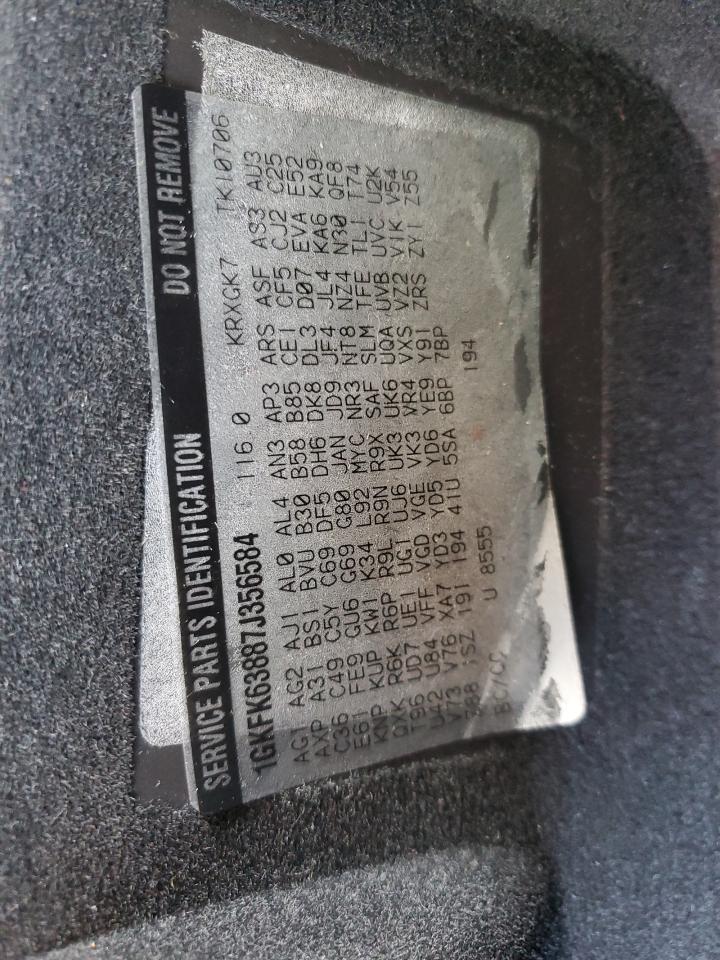 SERVICE PARTS IDENTIFICATION DO NOT REMOVE
1GKFK63887J356584 116 0 KRXGK7 TK10706
AG1 AG2 AJ1 AL0 AL4 AN3 AP3 ARS ASF AS3 AU3
AXP A31 BS1 BVU B30 B58 B85 CE1 CF5 CJ2 C25
C36 C49 C5Y C69 DF5 DH6 DK8 DL3 D07 EVA E52
E61 FE9 GU6 G69 G80 JAN JD9 JF4 JL4 KA6 KA9
KNP KUP KW1 K34 L92 MYC NR3 NT8 NZ4 N30 QF8
QXK R6K R6P R9L R9N R9X SAF SLM TFE TL1 T74
T96 UD7 UE1 UG1 UJ6 UK3 UK6 UQA UVB UVC U2K
U42 U84 VFF VGD VGE VK3 VR4 VXS VZ2 V1K V54
V73 V76 XA7 YD3 YD5 YD6 YE9 Y91 ZRS ZY1 Z55
Z88 1SZ 191 194 41U 5SA 6BP 7BP
194
BC/CC U 8555